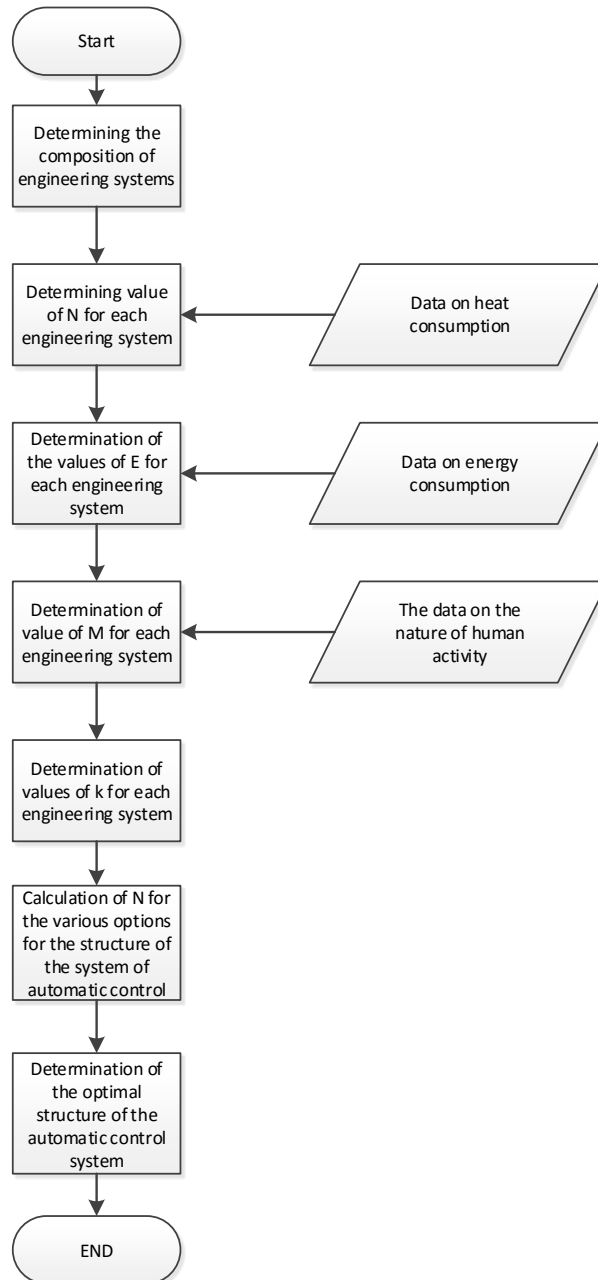 Start
Determining the
composition of
engineering systems
Determining value
of N for each
engineering system
Data on heat
consumption
Determination of
the values of E for
each engineering
system
Data on energy
consumption
Determination of
value of M for each
engineering system
The data on the
nature of human
activity
Determination of
values of k for each
engineering system
Calculation of N for
the various options
for the structure of
the system of
automatic control
Determination of
the optimal
structure of the
automatic control
system
END